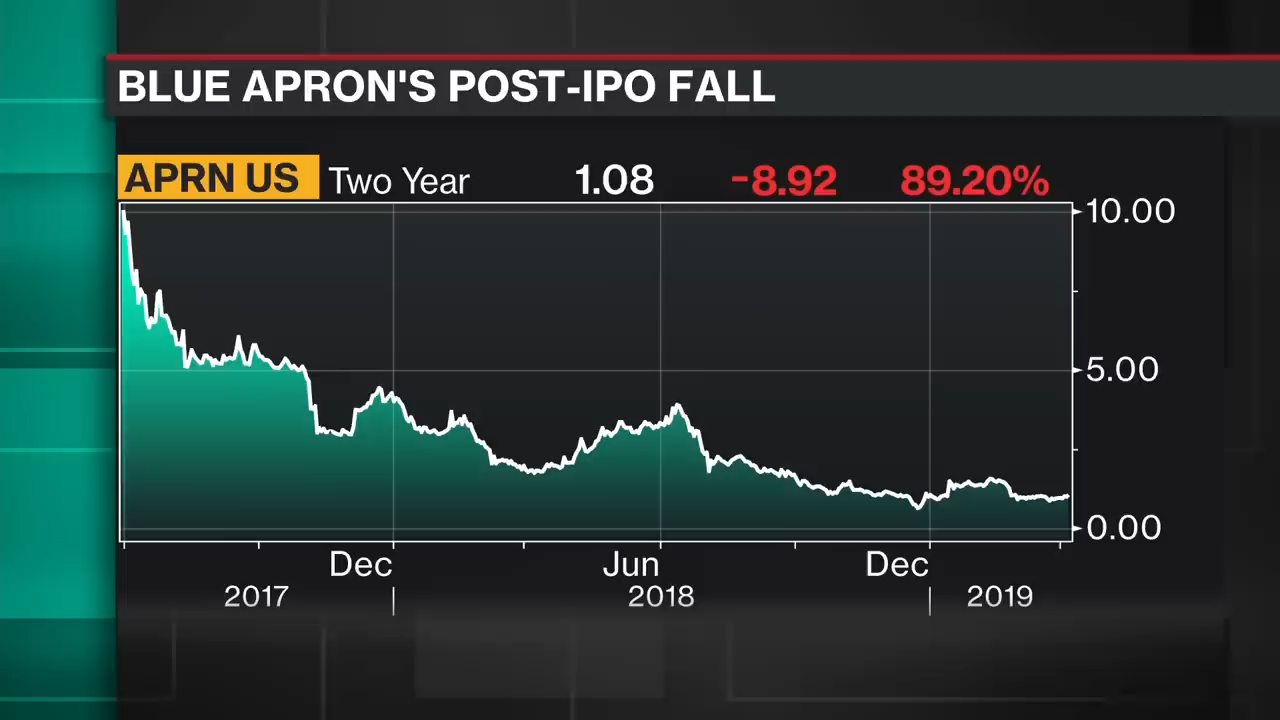 BLUE APRON'S POST-IPO FALL
APRN US Two Year 1.08 -8.92 89.20%
10.00
5.00
0.00
Dec Jun Dec
2017 2018 2019